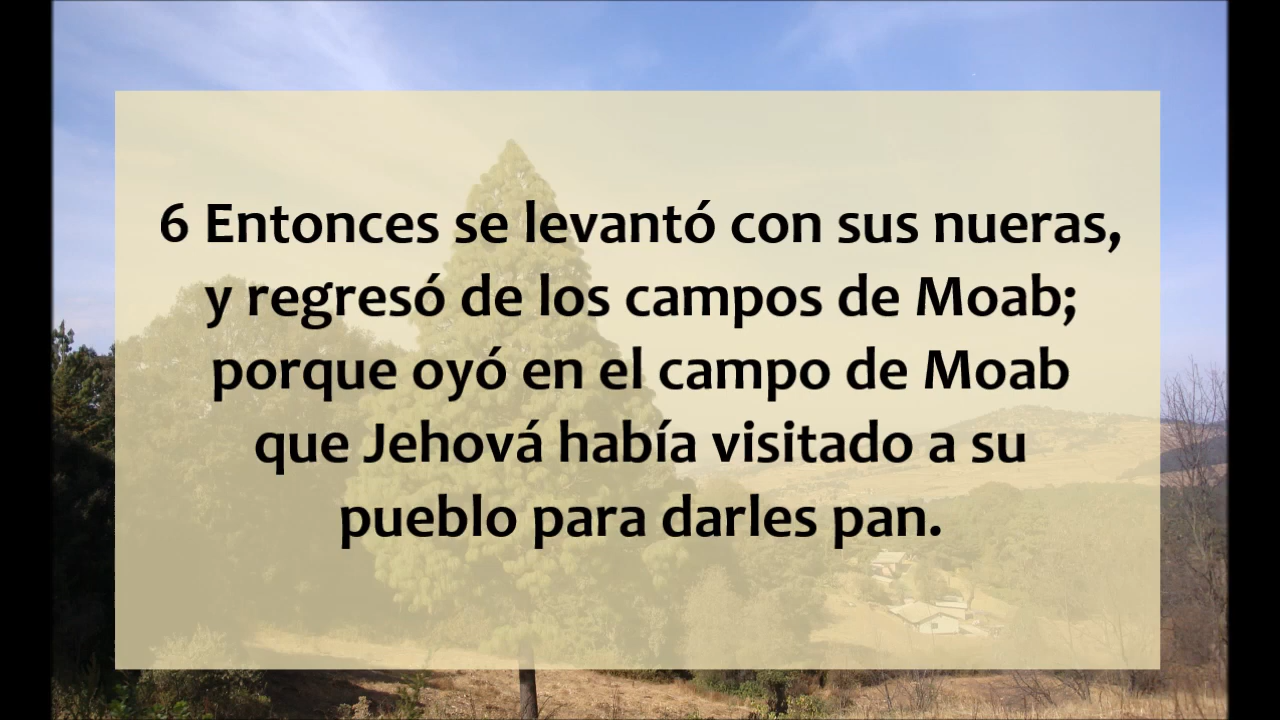 6 Entonces se levantó con sus nueras,
y regresó de los campos de Moab;
porque oyó en el campo de Moab
que Jehová había visitado a su
pueblo para darles pan.